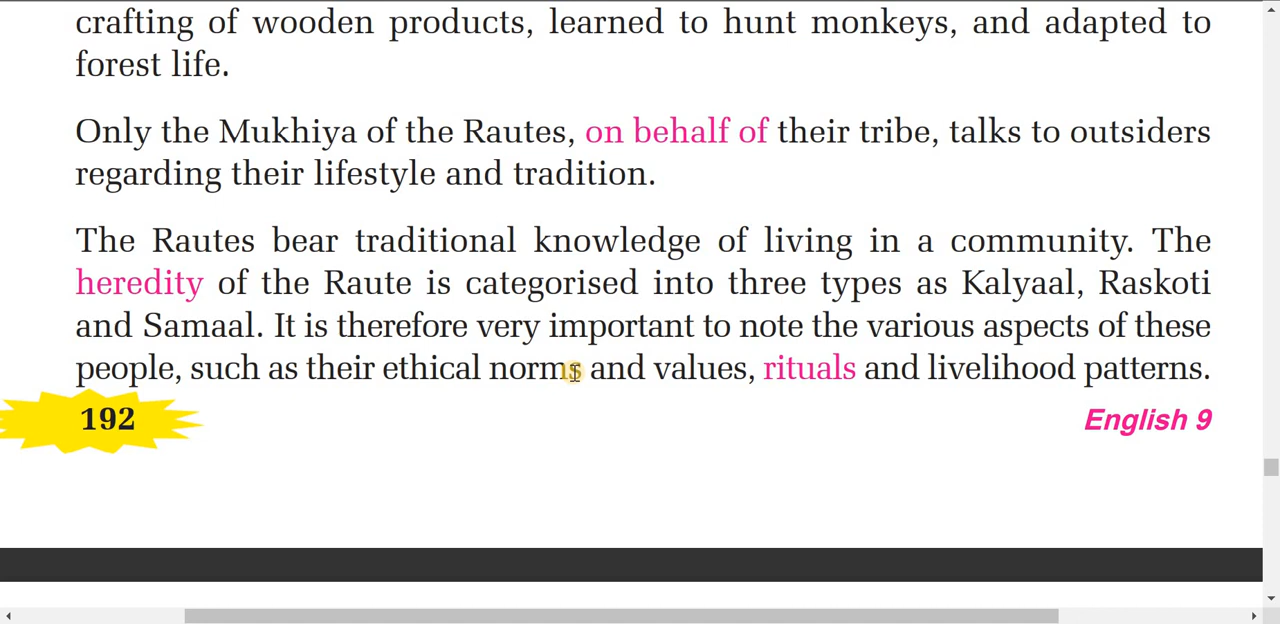 crafting of wooden products, learned to hunt monkeys, and adapted to
forest life.
Only the Mukhiya of the Rautes, on behalf of their tribe, talks to outsiders
regarding their lifestyle and tradition.
The Rautes bear traditional knowledge of living in a community. The
heredity of the Raute is categorised into three types as Kalyaal, Raskoti
and Samaal. It is therefore very important to note the various aspects of these
people, such as their ethical norms and values, rituals and livelihood patterns.
192
English 9